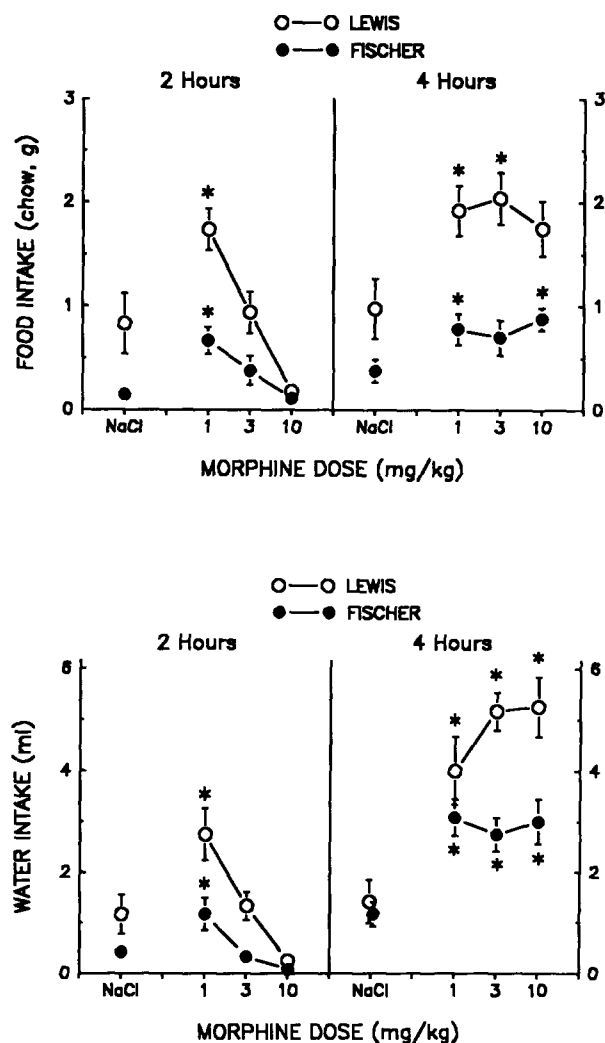 LEWIS
FISCHER
2 Hours 4 Hours
FOOD INTAKE (chow, g)
3 3
2 2
1 1
0 0
* * * * * *
NaCl 1 3 10 NaCl 1 3 10
MORPHINE DOSE (mg/kg)
LEWIS
FISCHER
2 Hours 4 Hours
WATER INTAKE (ml)
6 6
4 4
2 2
0 0
* * * * * * * *
NaCl 1 3 10 NaCl 1 3 10
MORPHINE DOSE (mg/kg)